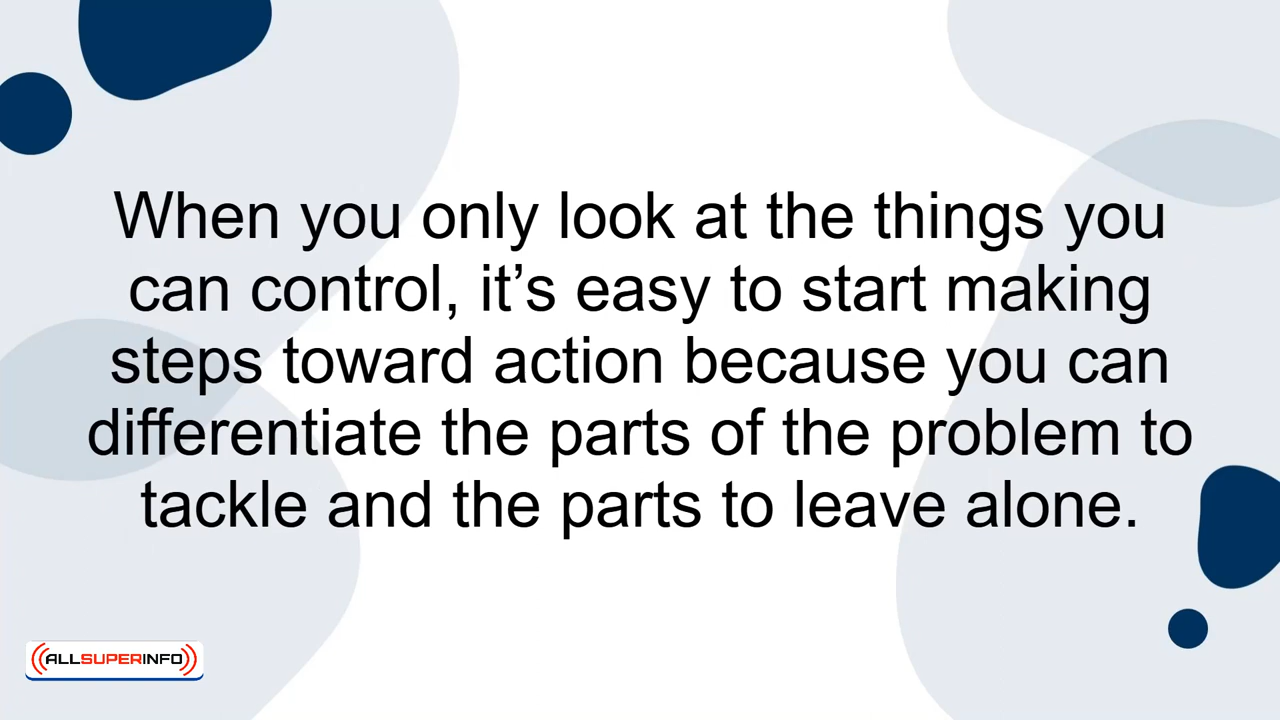 When you only look at the things you
can control, it’s easy to start making
steps toward action because you can
differentiate the parts of the problem to
tackle and the parts to leave alone.
ALLSUPERINFO